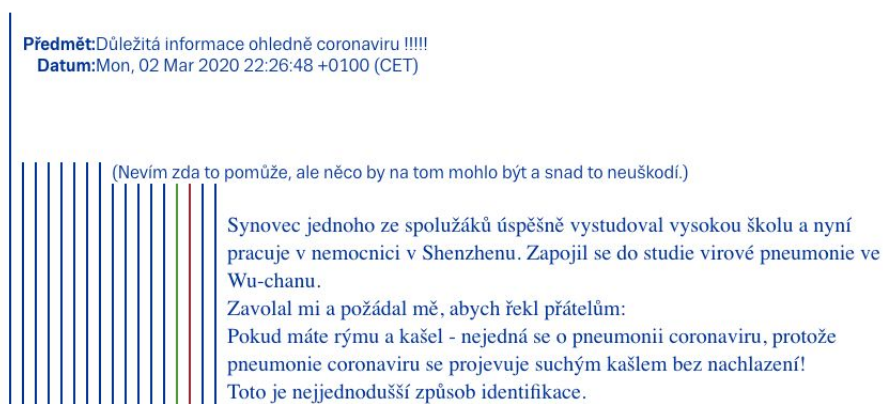 Předmět:Důležitá informace ohledně coronaviru !!!!!
Datum:Mon, 02 Mar 2020 22:26:48 +0100 (CET)
(Nevím zda to pomůže, ale něco by na tom mohlo být a snad to neuškodí.)
Synovec jednoho ze spolužáků úspěšně vystudoval vysokou školu a nyní
pracuje v nemocnici v Shenzhenu. Zapojil se do studie virové pneumonie ve
Wu-chanu.
Zavolal mi a požádal mě, abych řekl přátelům:
Pokud máte rýmu a kašel - nejedná se o pneumonii coronaviru, protože
pneumonie coronaviru se projevuje suchým kašlem bez nachlazení!
Toto je nejjednodušší způsob identifikace.